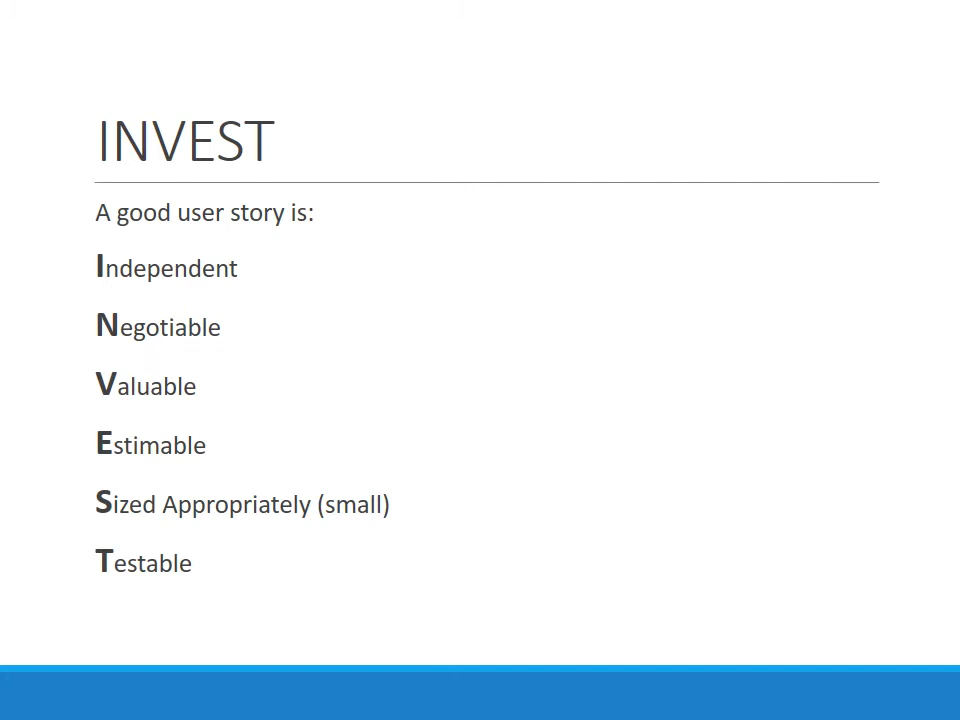 INVEST
A good user story is:
Independent
Negotiable
Valuable
Estimable
Sized Appropriately (small)
Testable